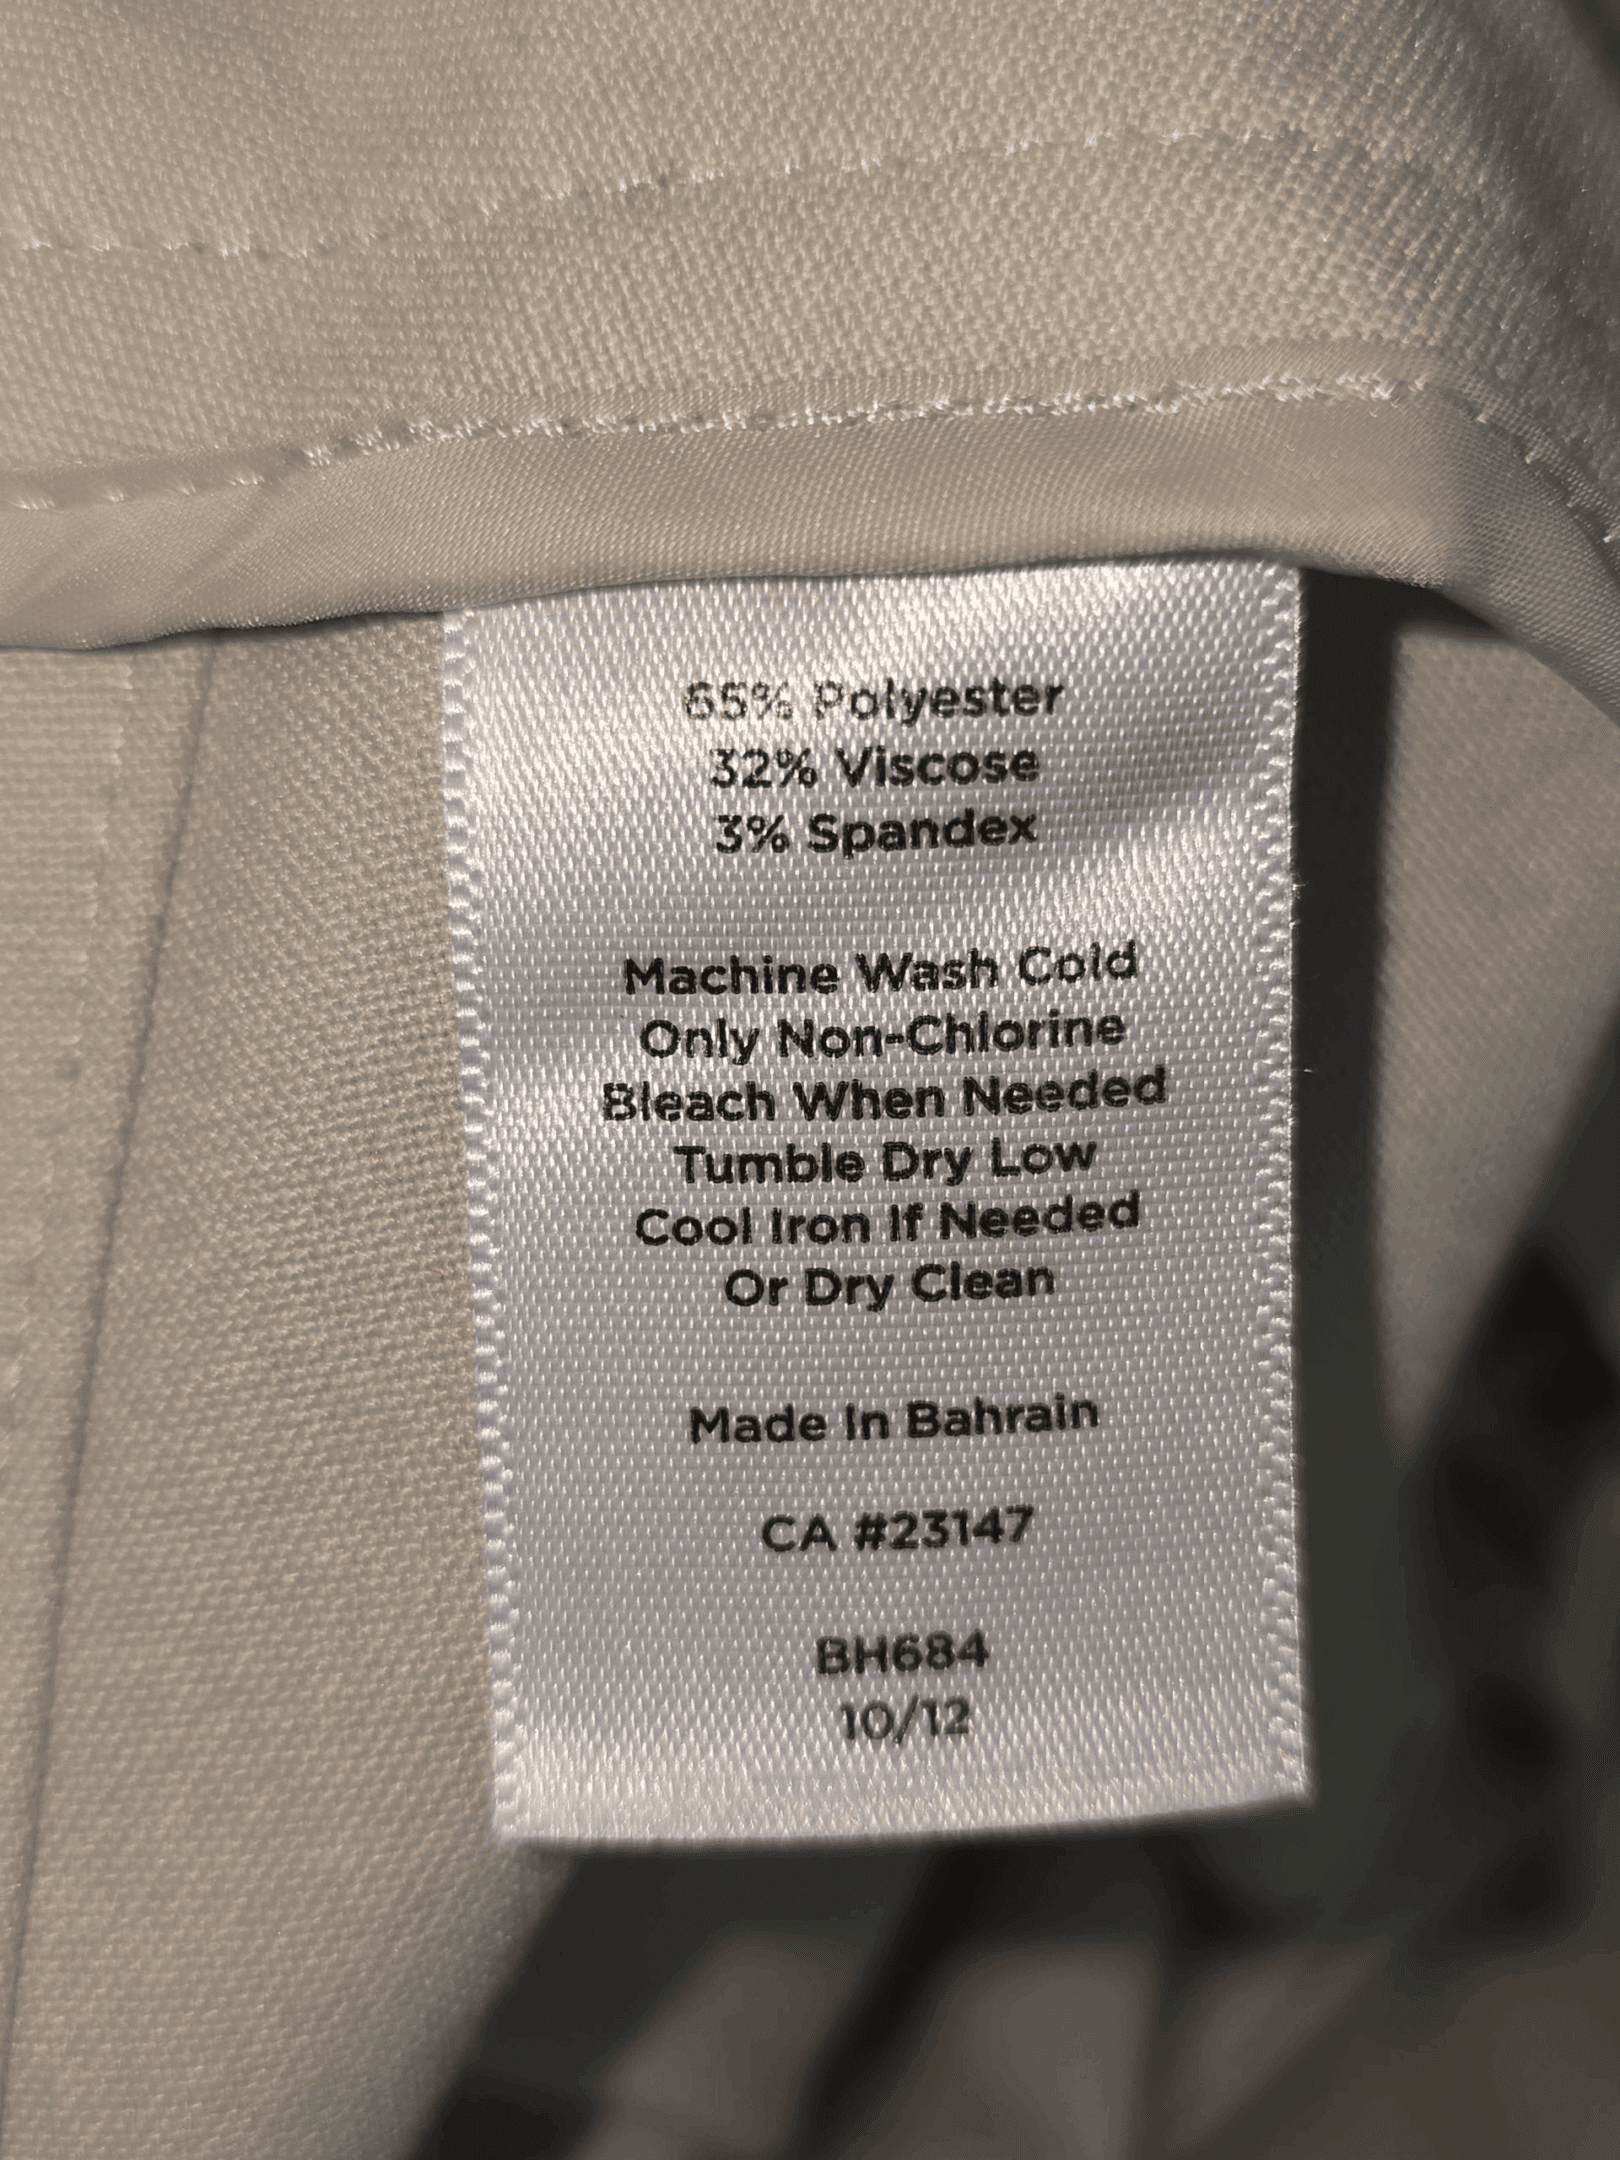 65% Polyester
32% Viscose
3% Spandex
Machine Wash Cold
Only Non-Chlorine
Bleach When Needed
Tumble Dry Low
Cool Iron If Needed
Or Dry Clean
Made In Bahrain
CA #23147
BH684
10/12